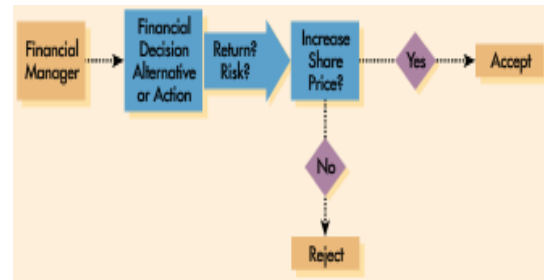 Financial
Manager
Financial
Decision
Alternative
or Action
Return?
Risk?
Increase
Share
Price?
Yes
Accept
No
Reject